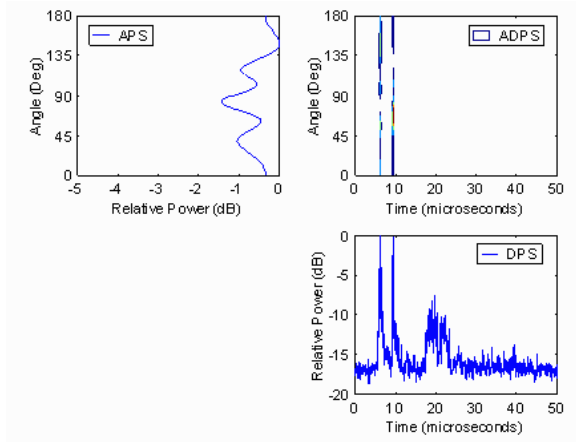 180
135
90
45
0
Angle (Deg)
APS
-5 -4 -3 -2 -1 0
Relative Power (dB)
180
135
90
45
0
Angle (Deg)
ADPS
0 10 20 30 40 50
Time (microseconds)
0
-5
-10
-15
-20
Relative Power (dB)
DPS
0 10 20 30 40 50
Time (microseconds)